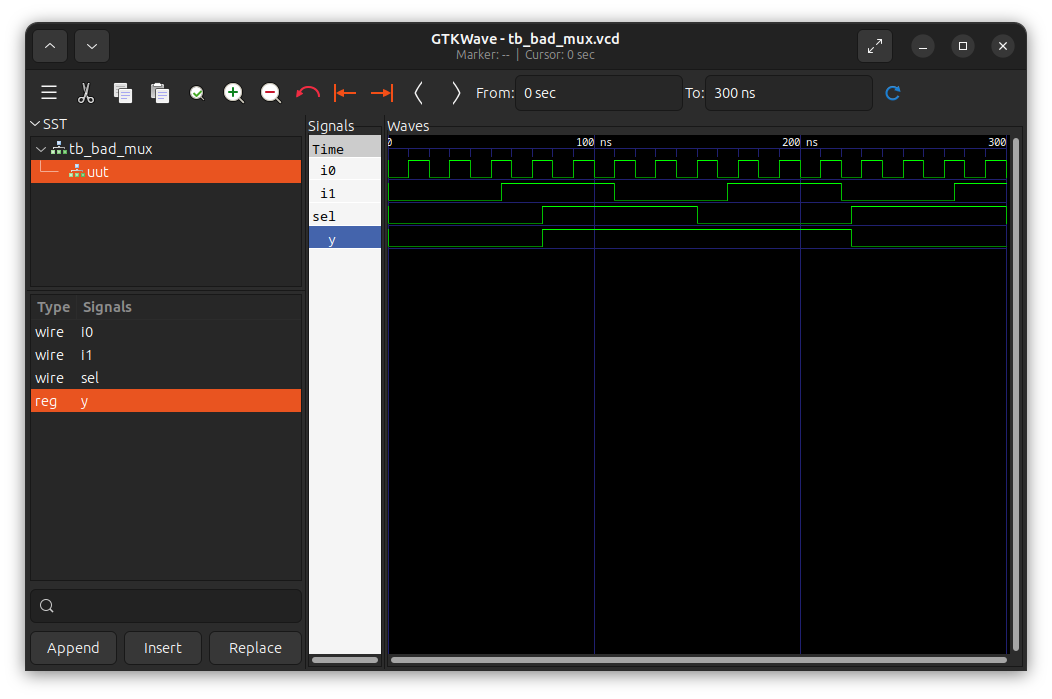 GTKWave - tb_bad_mux.vcd
Marker: -- | Cursor: 0 sec
From: 0 sec To: 300 ns
SST
tb_bad_mux
uut
Type Signals
wire i0
wire i1
wire sel
reg y
Append Insert Replace
Signals
Time
i0
i1
sel
y
Waves
0 100 ns 200 ns 300